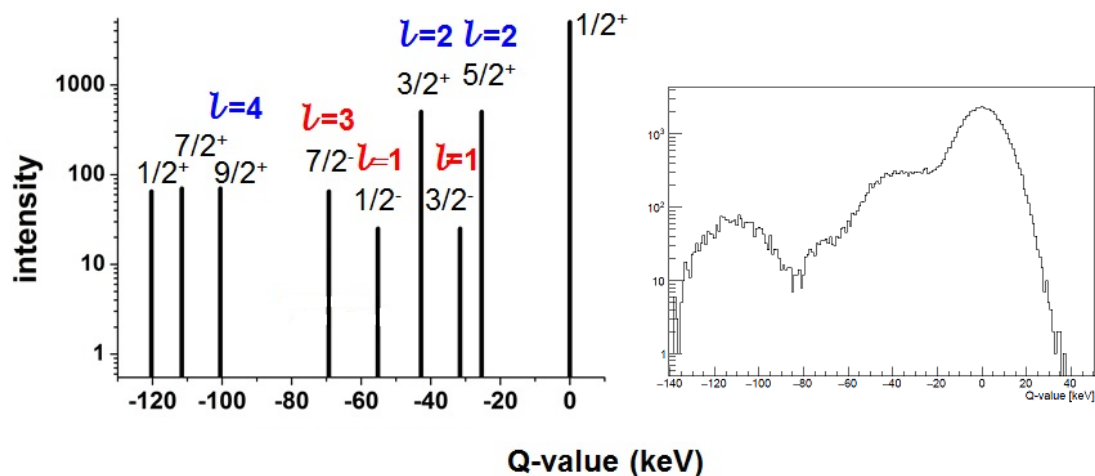 1/2+
ℓ=2 ℓ=2
3/2+
5/2+
ℓ=4
7/2+
1/2+
9/2+
ℓ=3
7/2-
ℓ=1
1/2-
ℓ=1
3/2-
1000
100
10
1
intensity
-120 -100 -80 -60 -40 -20 0
Q-value (keV)
10³
10²
10
1
−140 −120 −100 −80 −60 −40 −20 0 20 40
Q-value [keV]